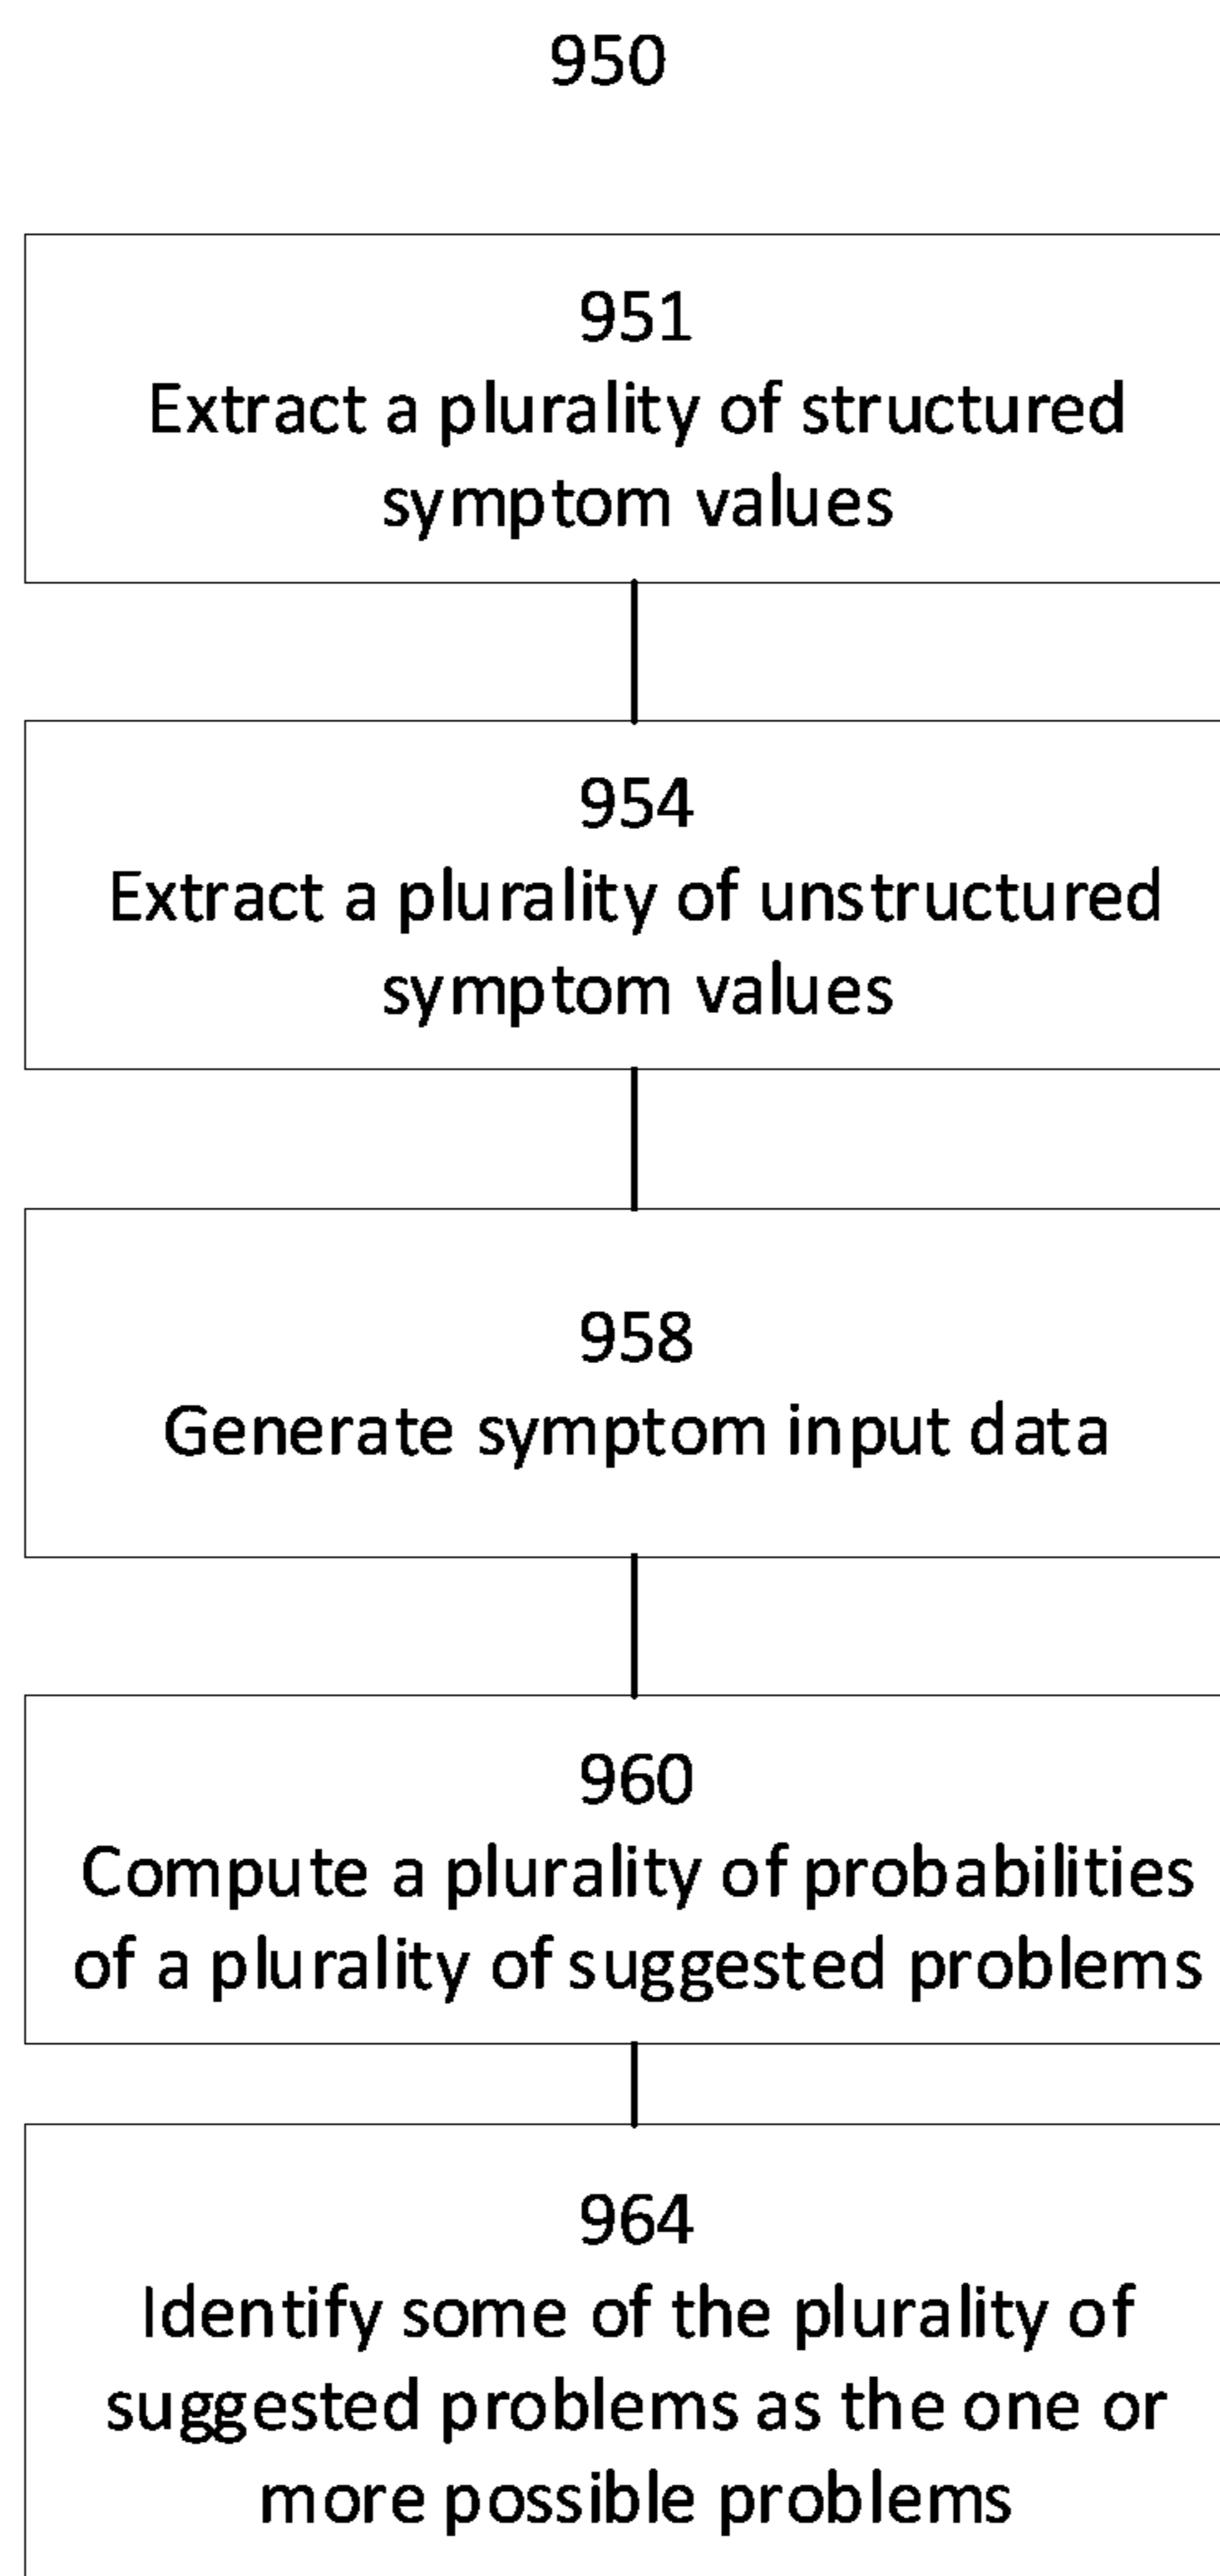 950
951
Extract a plurality of structured
symptom values
954
Extract a plurality of unstructured
symptom values
958
Generate symptom input data
960
Compute a plurality of probabilities
of a plurality of suggested problems
964
Identify some of the plurality of
suggested problems as the one or
more possible problems